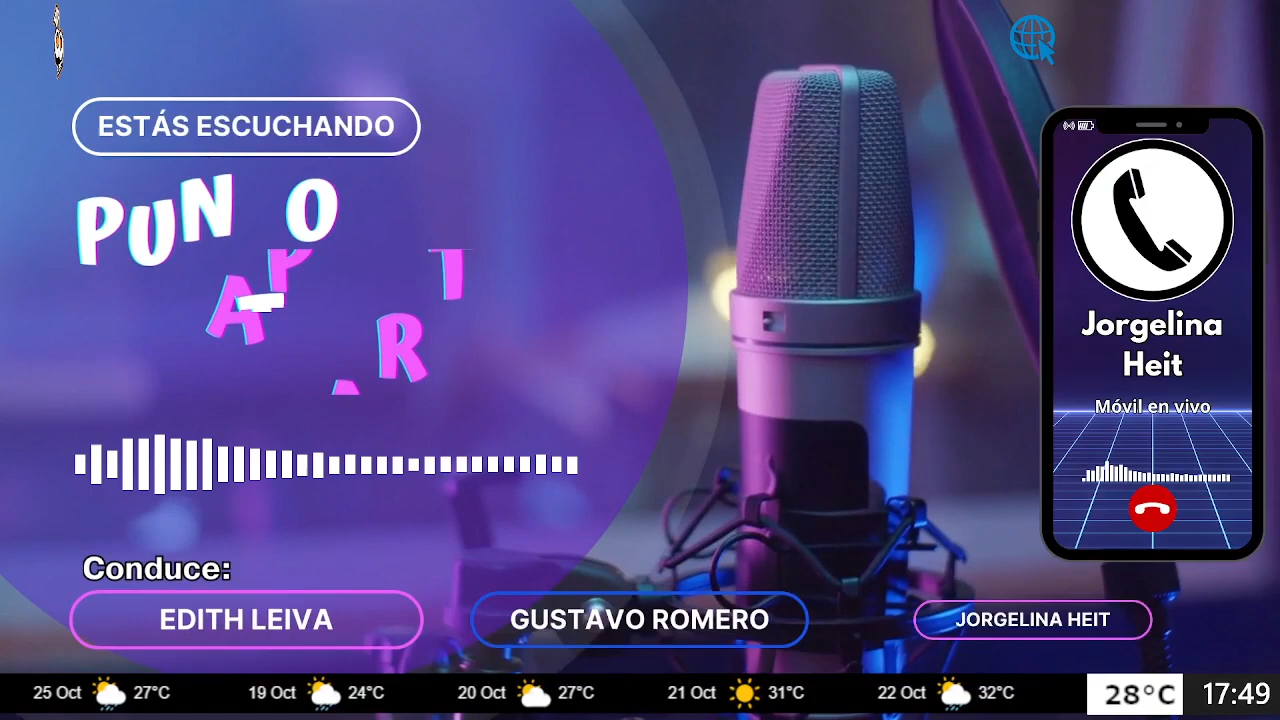 ESTÁS ESCUCHANDO
Jorgelina
Heit
Móvil en vivo
Conduce:
EDITH LEIVA
GUSTAVO ROMERO
JORGELINA HEIT
25 Oct 27°C 19 Oct 24°C 20 Oct 27°C 21 Oct 31°C 22 Oct 32°C 28°C 17:49